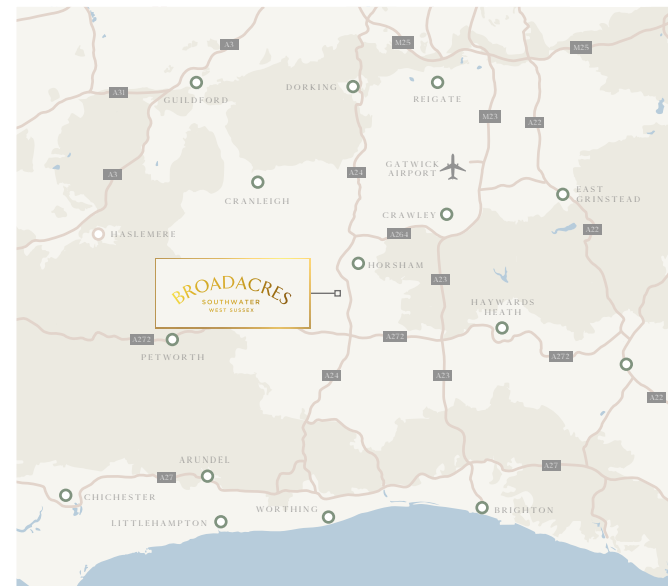 A3
M25
M25
DORKING
GUILDFORD
REIGATE
A31
M23
A22
A3
A24
GATWICK
AIRPORT
EAST
GRINSTEAD
CRANLEIGH
CRAWLEY
A22
HASLEMERE
A264
HORSHAM
A23
BROADACRES
SOUTHWATER
WEST SUSSEX
HAYWARDS
HEATH
A272
A272
PETWORTH
A272
A24
A23
A22
ARUNDEL
A27
A27
CHICHESTER
LITTLEHAMPTON
WORTHING
BRIGHTON